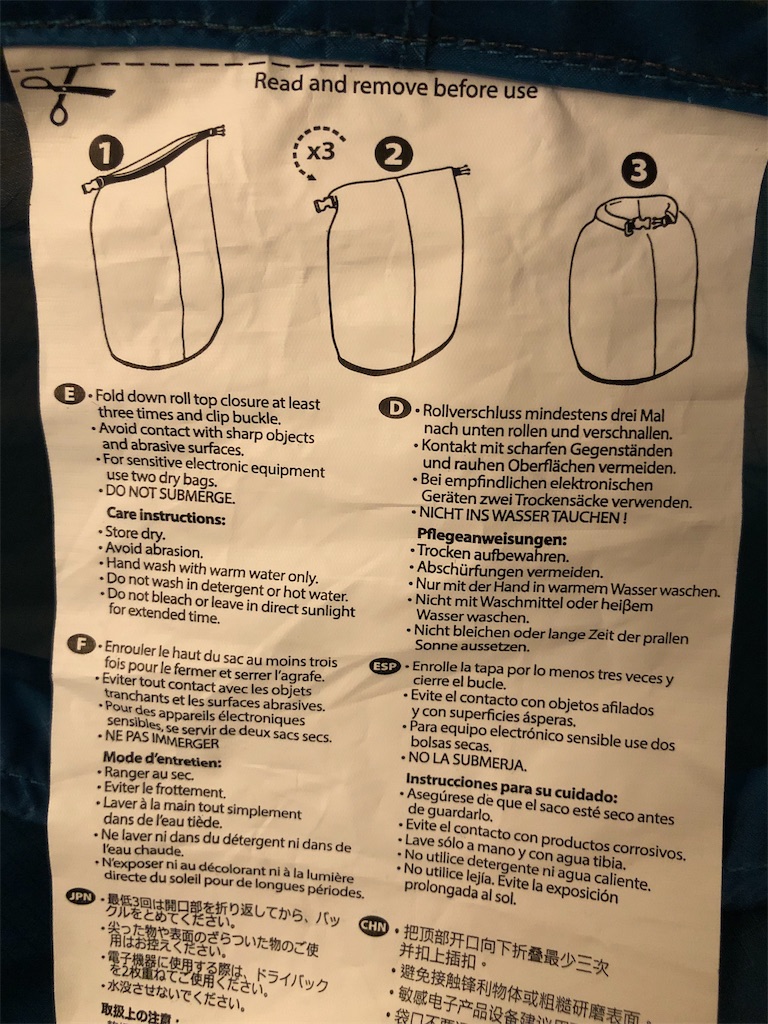 Read and remove before use
1
x3
2
3
E
• Fold down roll top closure at least
three times and clip buckle.
• Avoid contact with sharp objects
and abrasive surfaces.
• For sensitive electronic equipment
use two dry bags.
• DO NOT SUBMERGE.
Care instructions:
• Store dry.
• Avoid abrasion.
• Hand wash with warm water only.
• Do not wash in detergent or hot water.
• Do not bleach or leave in direct sunlight
for extended time.
D
• Rollverschluss mindestens drei Mal
nach unten rollen und verschnallen.
• Kontakt mit scharfen Gegenständen
und rauhen Oberflächen vermeiden.
• Bei empfindlichen elektronischen
Geräten zwei Trockensäcke verwenden.
• NICHT INS WASSER TAUCHEN !
Pflegeanweisungen:
• Trocken aufbewahren.
• Abschürfungen vermeiden.
• Nur mit der Hand in warmem Wasser waschen.
• Nicht mit Waschmittel oder heißem
Wasser waschen.
• Nicht bleichen oder lange Zeit der prallen
Sonne aussetzen.
F
• Enrouler le haut du sac au moins trois
fois pour le fermer et serrer l'agrafe.
• Eviter tout contact avec les objets
tranchants et les surfaces abrasives.
• Pour des appareils électroniques
sensibles, se servir de deux sacs secs.
• NE PAS IMMERGER
Mode d'entretien:
• Ranger au sec.
• Eviter le frottement.
• Laver à la main tout simplement
dans de l'eau tiède.
• Ne laver ni dans du détergent ni dans de
l'eau chaude.
• N'exposer ni au décolorant ni à la lumière
directe du soleil pour de longues périodes.
ESP
• Enrolle la tapa por lo menos tres veces y
cierre el bucle.
• Evite el contacto con objetos afilados
y con superficies ásperas.
• Para equipo electrónico sensible use dos
bolsas secas.
• NO LA SUBMERJA.
Instrucciones para su cuidado:
• Asegúrese de que el saco esté seco antes
de guardarlo.
• Evite el contacto con productos corrosivos.
• Lave sólo a mano y con agua tibia.
• No utilice detergente ni agua caliente.
• No utilice lejía. Evite la exposición
prolongada al sol.
JPN
• 最低3回は開口部を折り返してから、バッ
クルをとめてください。
• 尖った物や表面のざらついた物のご使
用はお控えください。
• 電子機器に使用する際は、ドライバック
を2枚重ねてご使用ください。
• 水没させないでください。
取扱上の注意・
CHN
• 把顶部开口向下折叠最少三次
并扣上插扣。
• 避免接触锋利物体或粗糙研磨表面。
• 敏感电子产品设备建议用
• 袋口不要